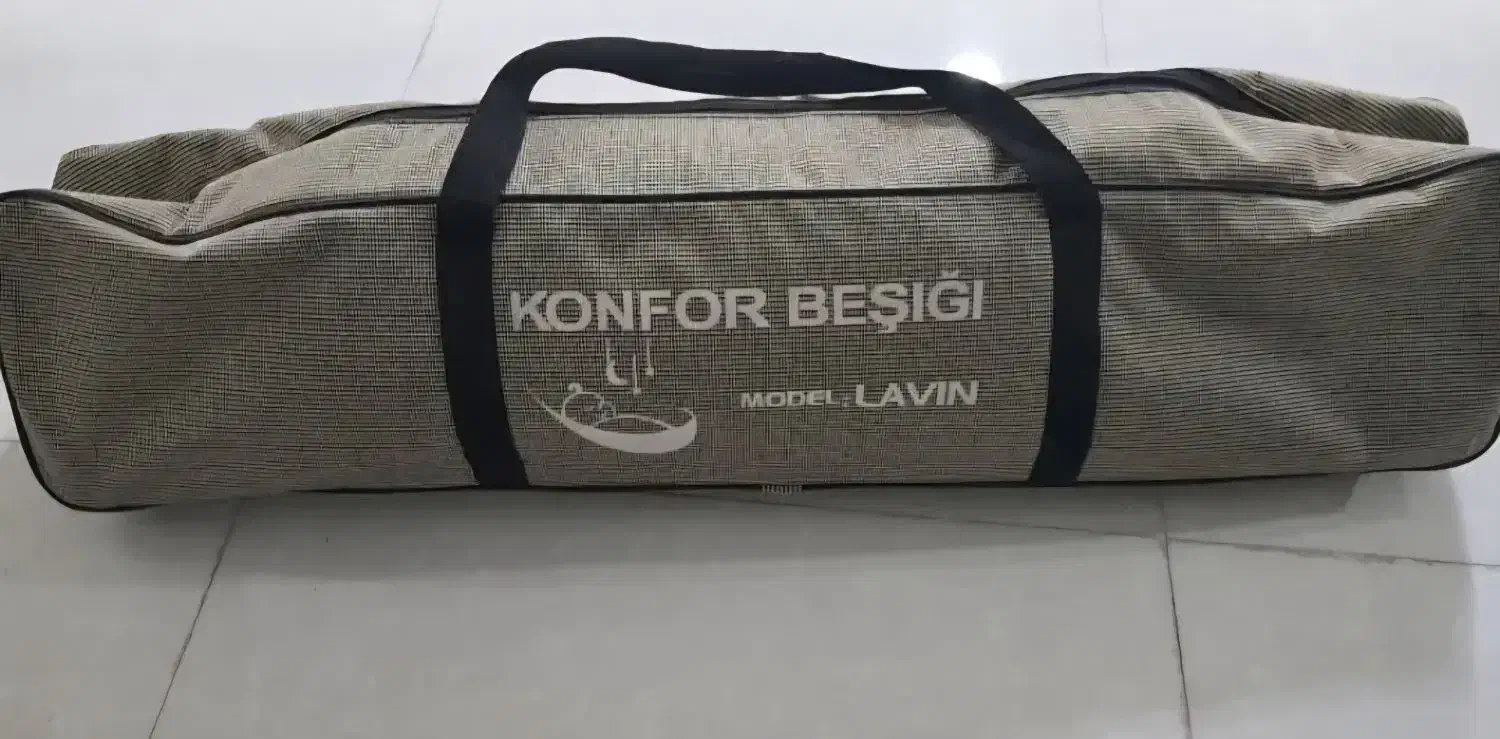 KONFOR BEŞIĞI
MODEL: LAVIN